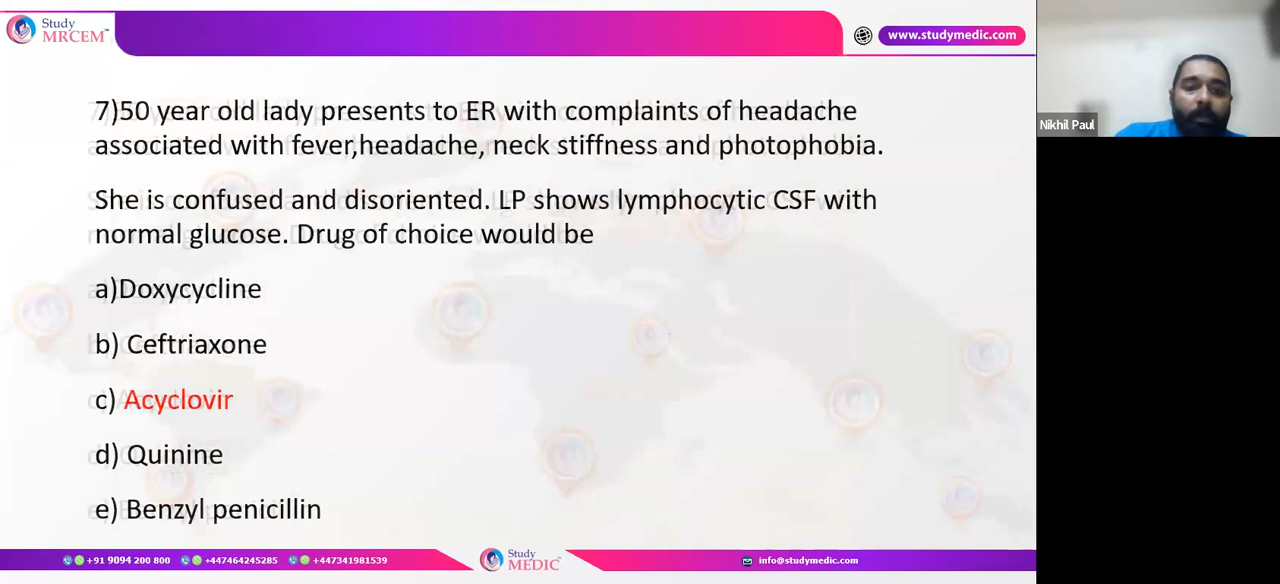 Study
MRCEM™
www.studymedic.com
7)50 year old lady presents to ER with complaints of headache
associated with fever,headache, neck stiffness and photophobia.
She is confused and disoriented. LP shows lymphocytic CSF with
normal glucose. Drug of choice would be
a)Doxycycline
b) Ceftriaxone
c) Acyclovir
d) Quinine
e) Benzyl penicillin
Nikhil Paul
+91 9094 200 800 +447464245285 +447341981539
Study
MEDIC™
info@studymedic.com